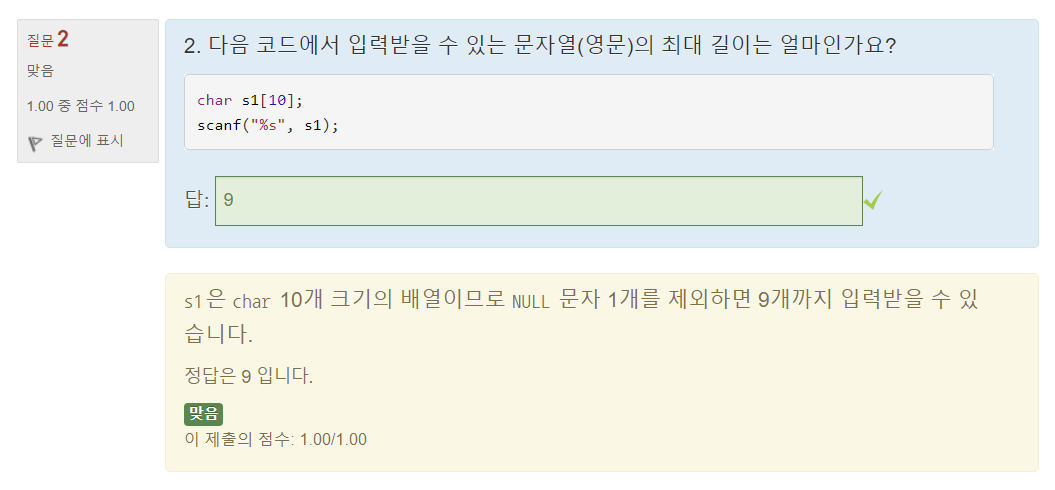 질문 2
맞음
1.00 중 점수 1.00
질문에 표시
2. 다음 코드에서 입력받을 수 있는 문자열(영문)의 최대 길이는 얼마인가요?
char s1[10];
scanf("%s", s1);
답: 9
s1은 char 10개 크기의 배열이므로 NULL 문자 1개를 제외하면 9개까지 입력받을 수 있
습니다.
정답은 9 입니다.
맞음
이 제출의 점수: 1.00/1.00